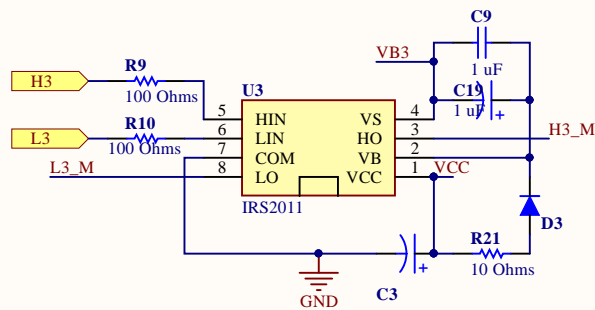 C9
VB3
1 uF
R9
H3
100 Ohms
U3
C19
1 uF
+
5
HIN
VS
4
R10
L3
100 Ohms
6
LIN
HO
3
H3_M
7
COM
VB
2
L3_M
8
LO
VCC
1
VCC
IRS2011
D3
R21
+
10 Ohms
C3
GND